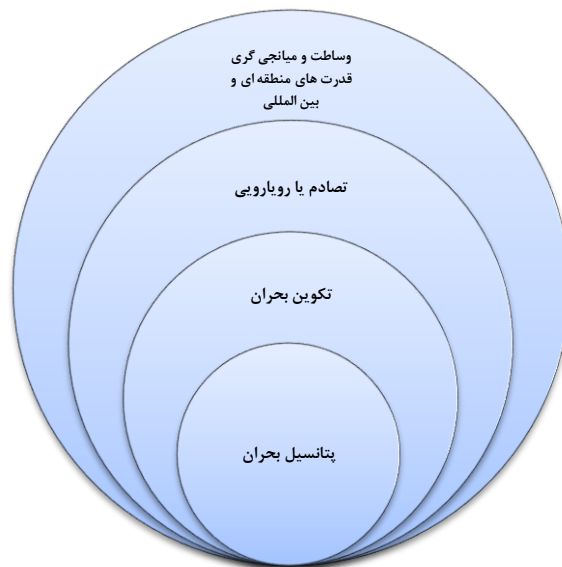 وساطت و میانجی گری
قدرت های منطقه ای و
بین المللی
تصادم یا رویارویی
تکوین بحران
پتانسیل بحران